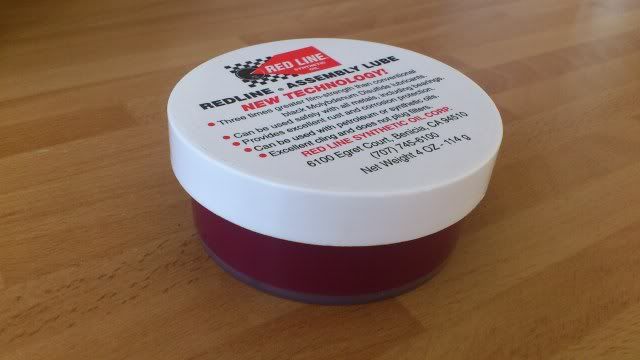 RED LINE
SYNTHETIC
OIL
REDLINE - ASSEMBLY LUBE
NEW TECHNOLOGY!
• Three times greater film-strength than conventional
black Molybdenum Disulfide lubricants.
• Can be used safely with all metals, including bearings.
• Provides excellent rust and corrosion protection.
• Can be used with petroleum or synthetic oils.
• Excellent cling and does not plug filters.
RED LINE SYNTHETIC OIL CORP.
6100 Egret Court, Benicia, CA 94510
(707) 745-6100
Net Weight 4 OZ - 114 g